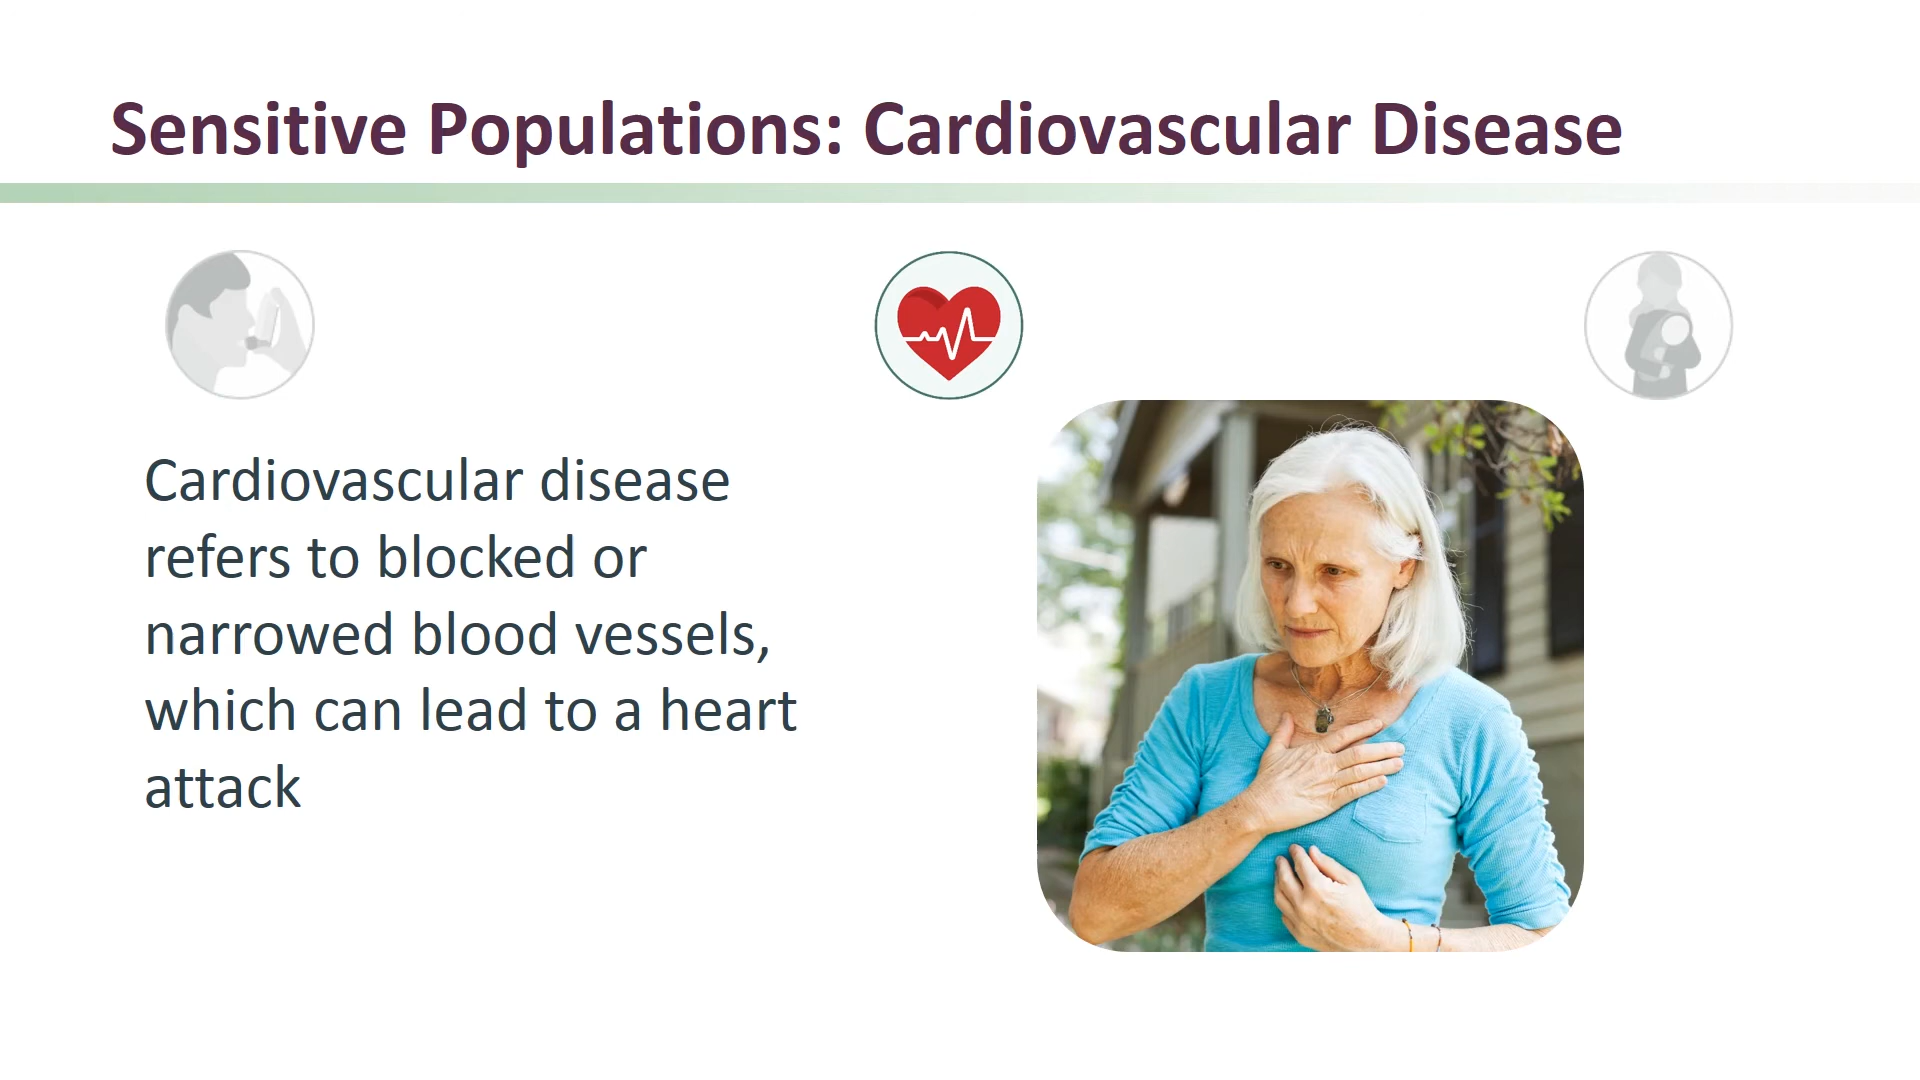 Sensitive Populations: Cardiovascular Disease
Cardiovascular disease
refers to blocked or
narrowed blood vessels,
which can lead to a heart
attack